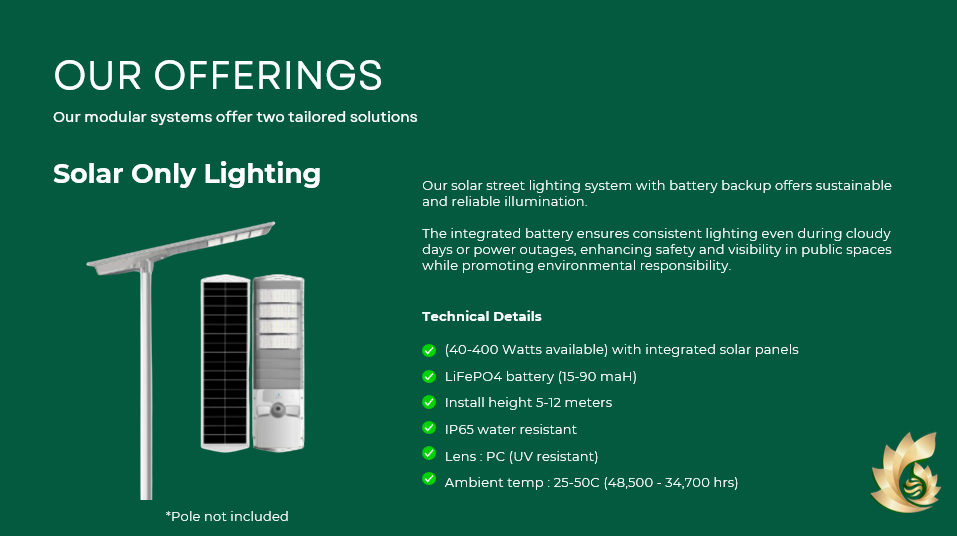 OUR OFFERINGS
Our modular systems offer two tailored solutions
Solar Only Lighting
Our solar street lighting system with battery backup offers sustainable
and reliable illumination.
The integrated battery ensures consistent lighting even during cloudy
days or power outages, enhancing safety and visibility in public spaces
while promoting environmental responsibility.
Technical Details
(40-400 Watts available) with integrated solar panels
LiFePO4 battery (15-90 maH)
Install height 5-12 meters
IP65 water resistant
Lens : PC (UV resistant)
Ambient temp : 25-50C (48,500 - 34,700 hrs)
*Pole not included